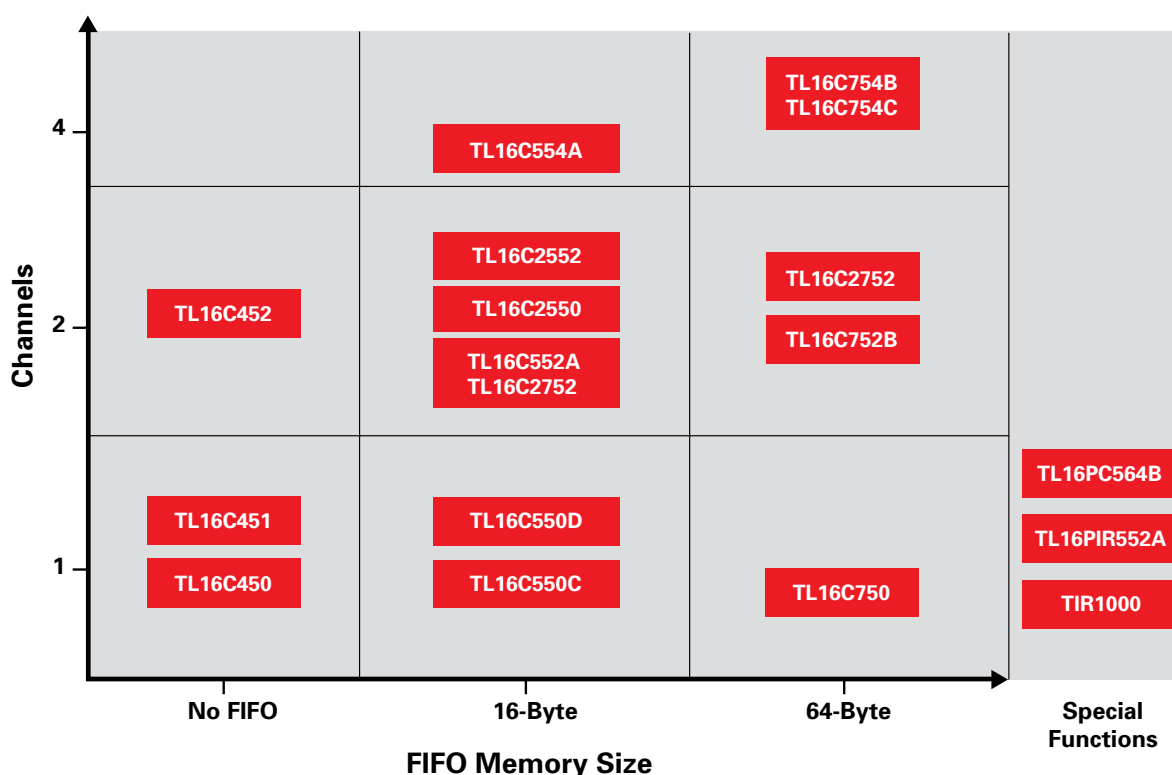 Channels
4
2
1
TL16C754B
TL16C754C
TL16C554A
TL16C2552
TL16C2752
TL16C452
TL16C2550
TL16C752B
TL16C552A
TL16C2752
TL16C451
TL16C550D
TL16C450
TL16C550C
TL16C750
TL16PC564B
TL16PIR552A
TIR1000
No FIFO
16-Byte
64-Byte
Special
Functions
FIFO Memory Size